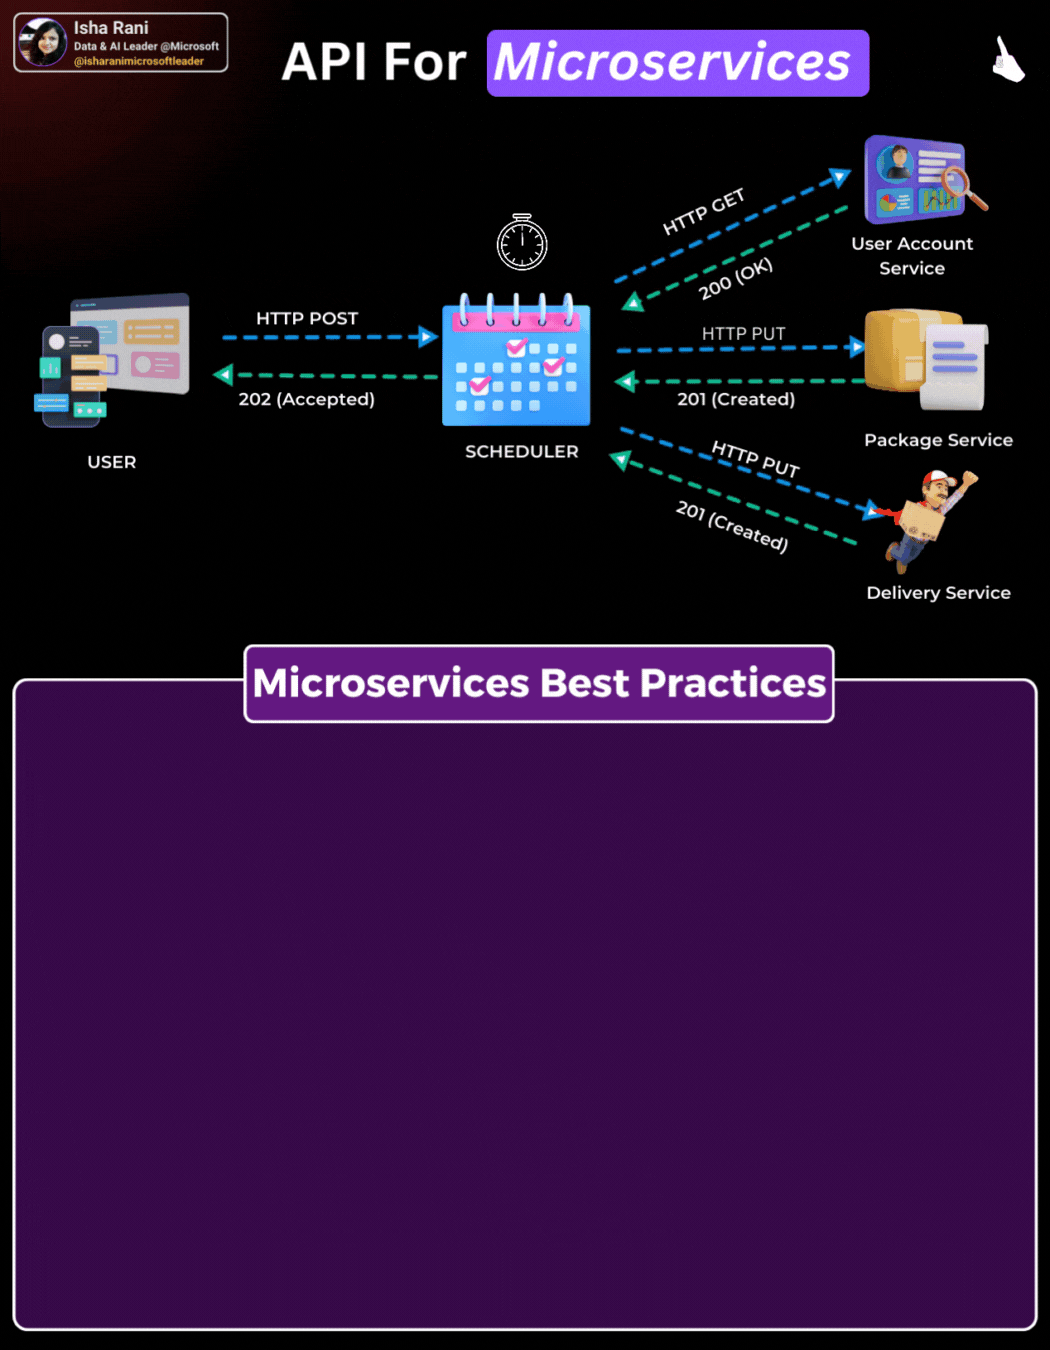 Isha Rani
Data & AI Leader @Microsoft
@isharanimicrosoftleader
API For Microservices
HTTP GET
200 (OK)
User Account
Service
HTTP POST
202 (Accepted)
USER
SCHEDULER
HTTP PUT
201 (Created)
Package Service
HTTP PUT
201 (Created)
Delivery Service
Microservices Best Practices